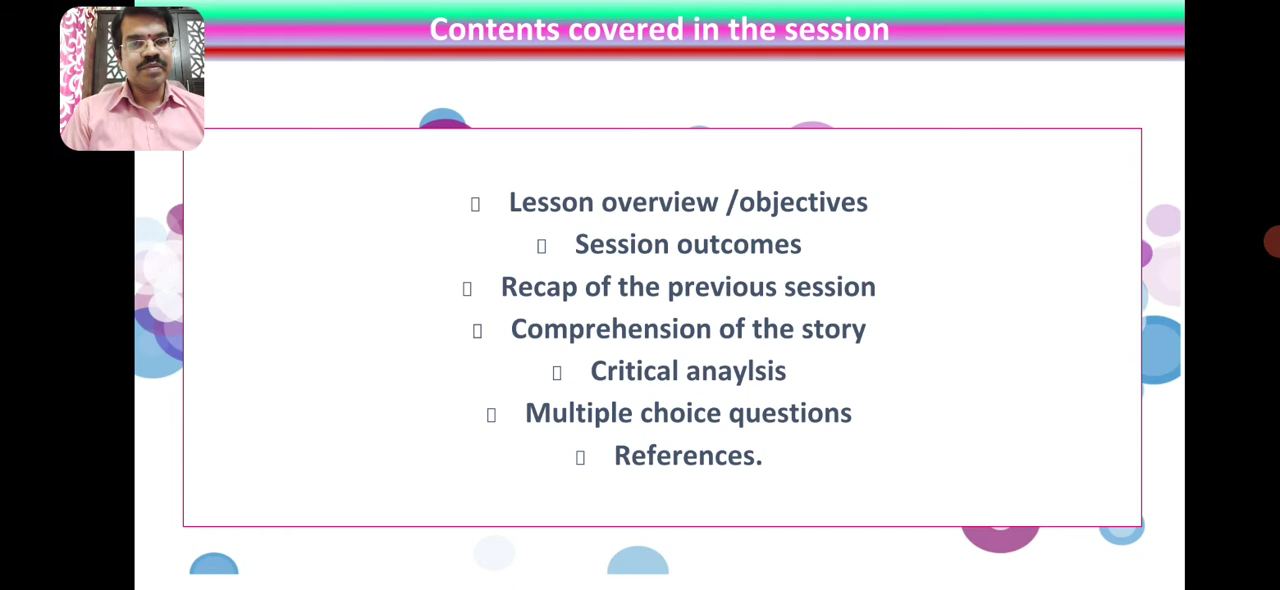 Contents covered in the session
Lesson overview /objectives
Session outcomes
Recap of the previous session
Comprehension of the story
Critical anaylsis
Multiple choice questions
References.